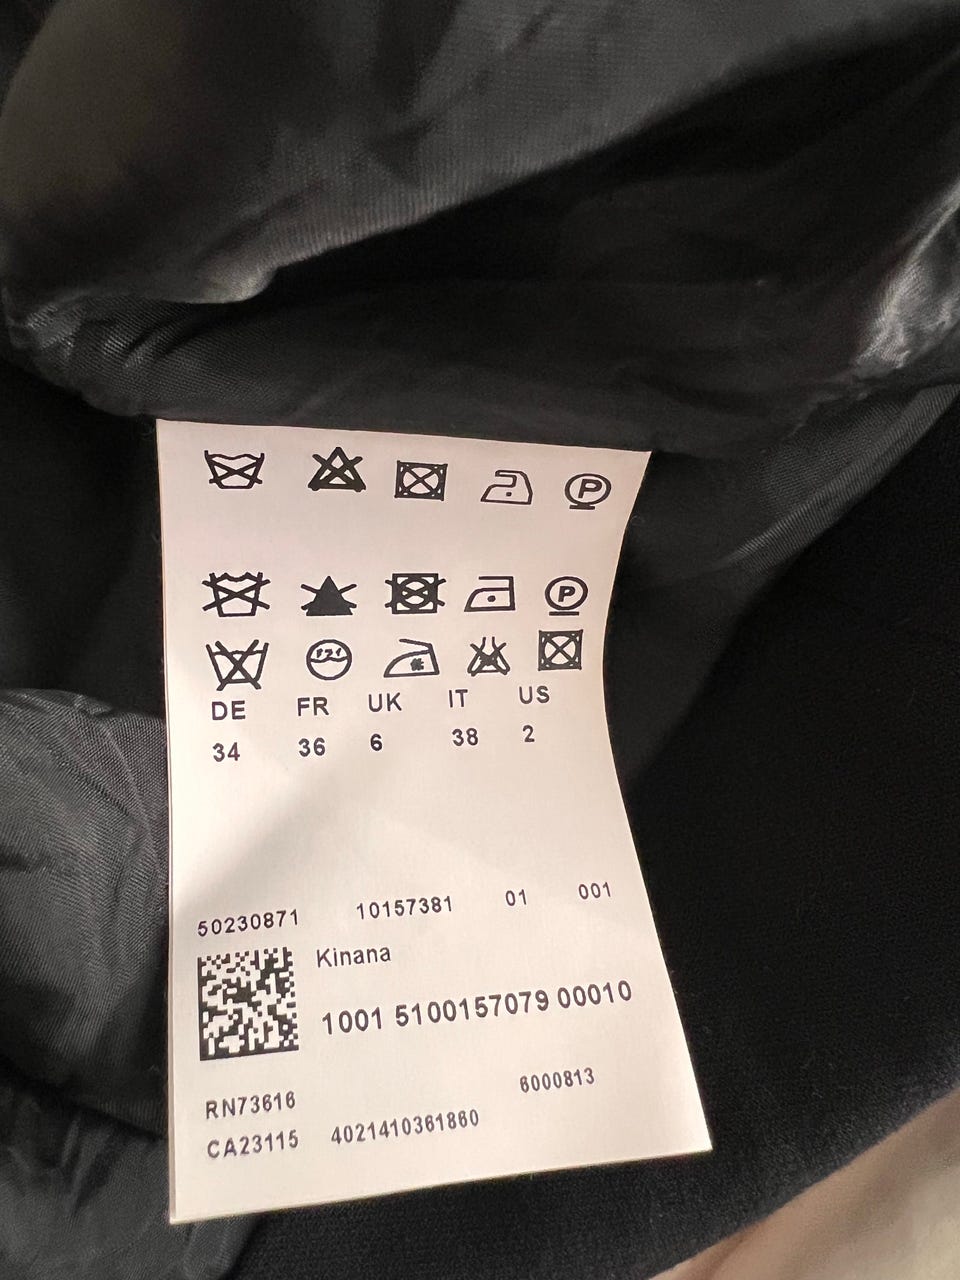 P
P
DE FR UK IT US
34 36 6 38 2
50230871 10157381 01 001
Kinana
1001 5100157079 00010
RN73616 6000813
CA23115 4021410361860